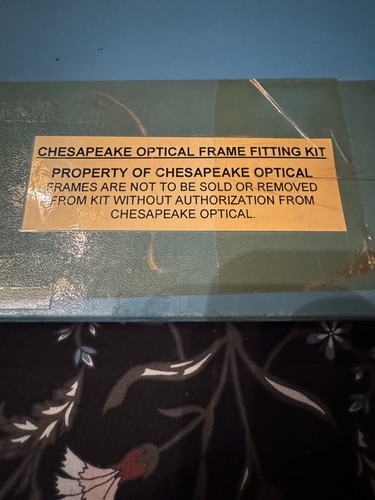 CHESAPEAKE OPTICAL FRAME FITTING KIT
PROPERTY OF CHESAPEAKE OPTICAL
FRAMES ARE NOT TO BE SOLD OR REMOVED
FROM KIT WITHOUT AUTHORIZATION FROM
CHESAPEAKE OPTICAL.